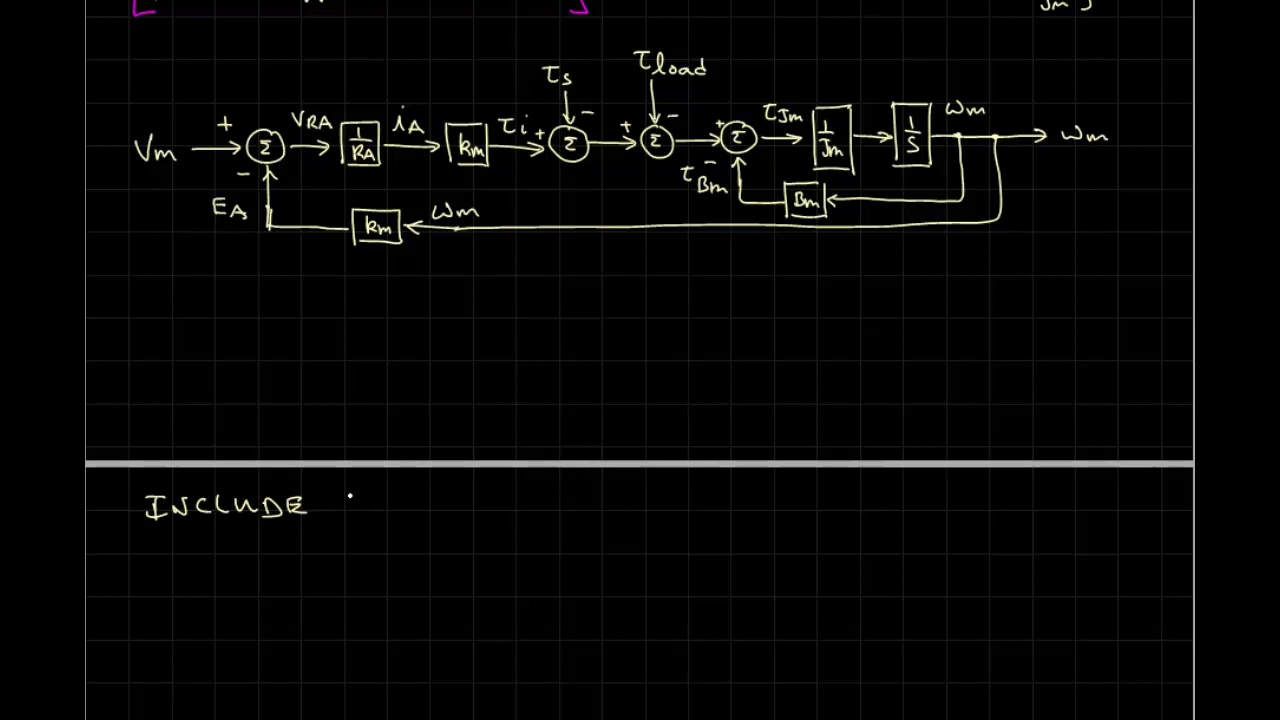 Jm
τs τload
Vm + Σ VRA 1/RA iA km τi + Σ - + Σ - + Σ τJm 1/Jm 1/s ωm ωm
- EA km ωm τBm - Bm
INCLUDE